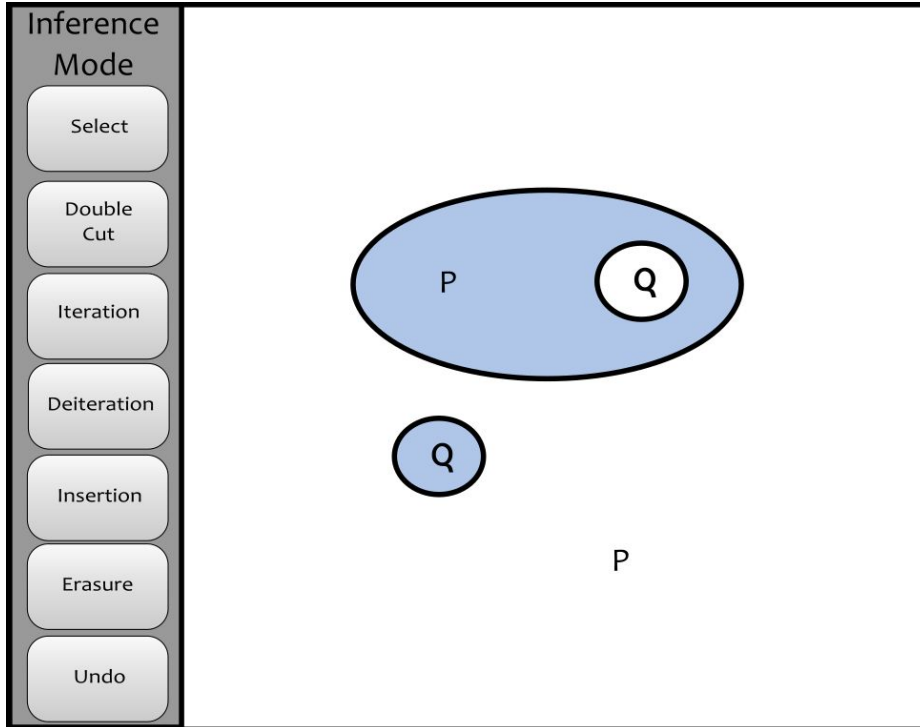 Inference
Mode
Select
Double
Cut
Iteration
Deiteration
Insertion
Erasure
Undo
P
Q
Q
P